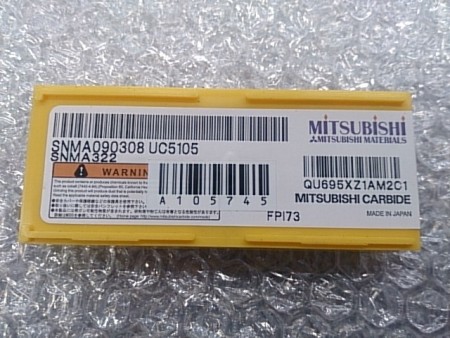 MITSUBISHI
MITSUBISHI MATERIALS
SNMA090308 UC5105
SNMA322
WARNIN
A105745
QU695XZ1AM2C1
MITSUBISHI CARBIDE
FP173
MADE IN JAPAN